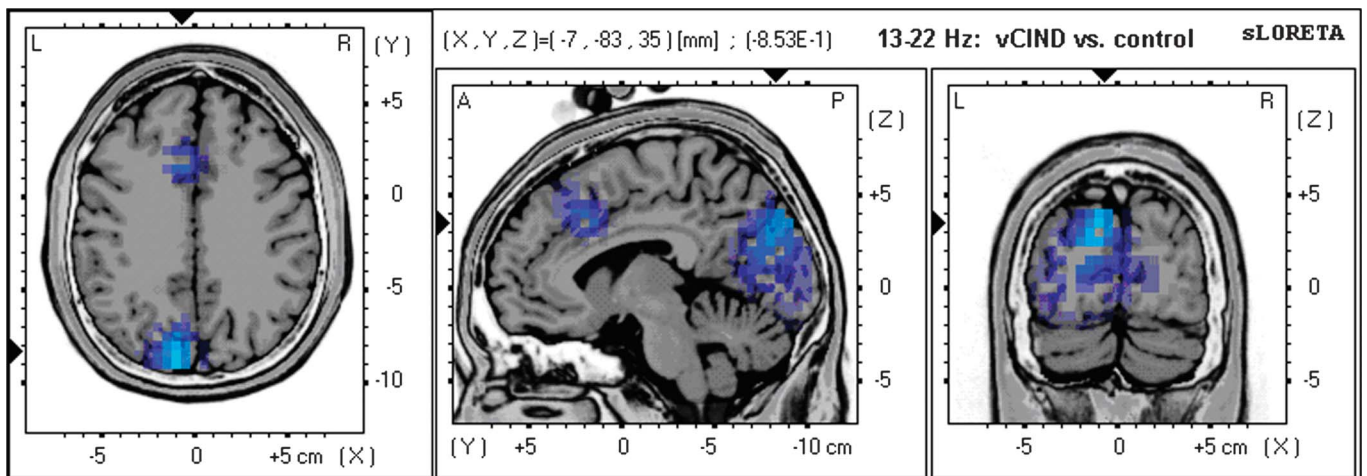 (X, Y, Z)=(-7, -83, 35) [mm] ; (-8.53E-1) 13-22 Hz: vCIND vs. control sLORETA
L R (Y)
+5
0
-5
-10
-5 0 +5 cm (X)
A P (Z)
+5
0
-5
(Y) +5 0 -5 -10 cm
L R (Z)
+5
0
-5
-5 0 +5 cm (X)